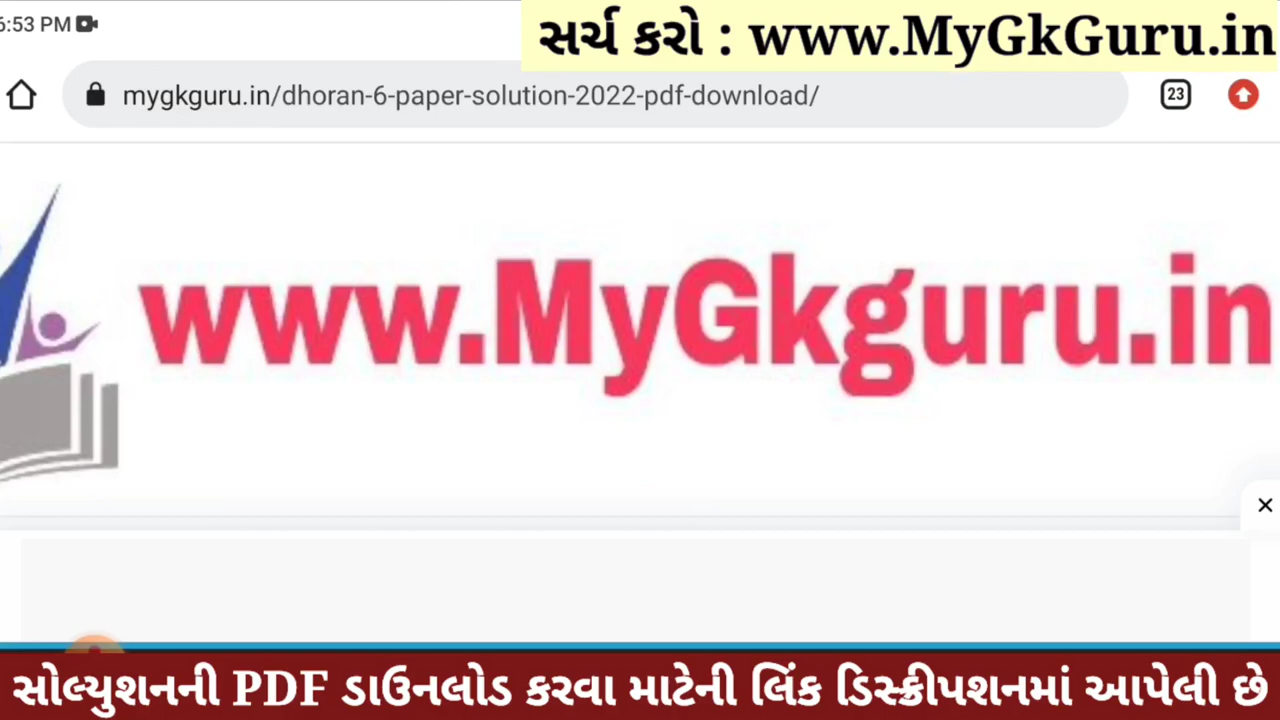 6:53 PM
સર્ચ કરો : www.MyGkGuru.in
mygkguru.in/dhoran-6-paper-solution-2022-pdf-download/
23
www.MyGkguru.in
સોલ્યુશનની PDF ડાઉનલોડ કરવા માટેની લિંક ડિસ્ક્રીપશનમાં આપેલી છે